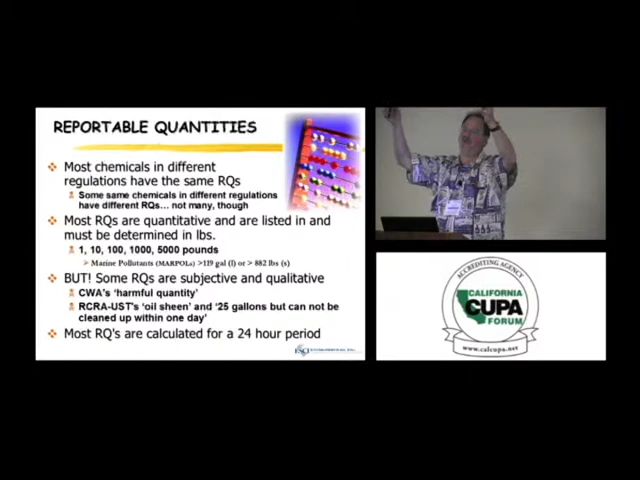 REPORTABLE QUANTITIES
Most chemicals in different
regulations have the same RQs
Some same chemicals in different regulations
have different RQs... not many, though
Most RQs are quantitative and are listed in and
must be determined in lbs.
1, 10, 100, 1000, 5000 pounds
Marine Pollutants (MARPOLs) >119 gal (l) or > 882 lbs (s)
BUT! Some RQs are subjective and qualitative
CWA's 'harmful quantity'
RCRA-UST's 'oil sheen' and '25 gallons but can not be
cleaned up within one day'
Most RQ's are calculated for a 24 hour period
ACCREDITING AGENCY
CALIFORNIA
CUPA
FORUM
www.calcupa.net